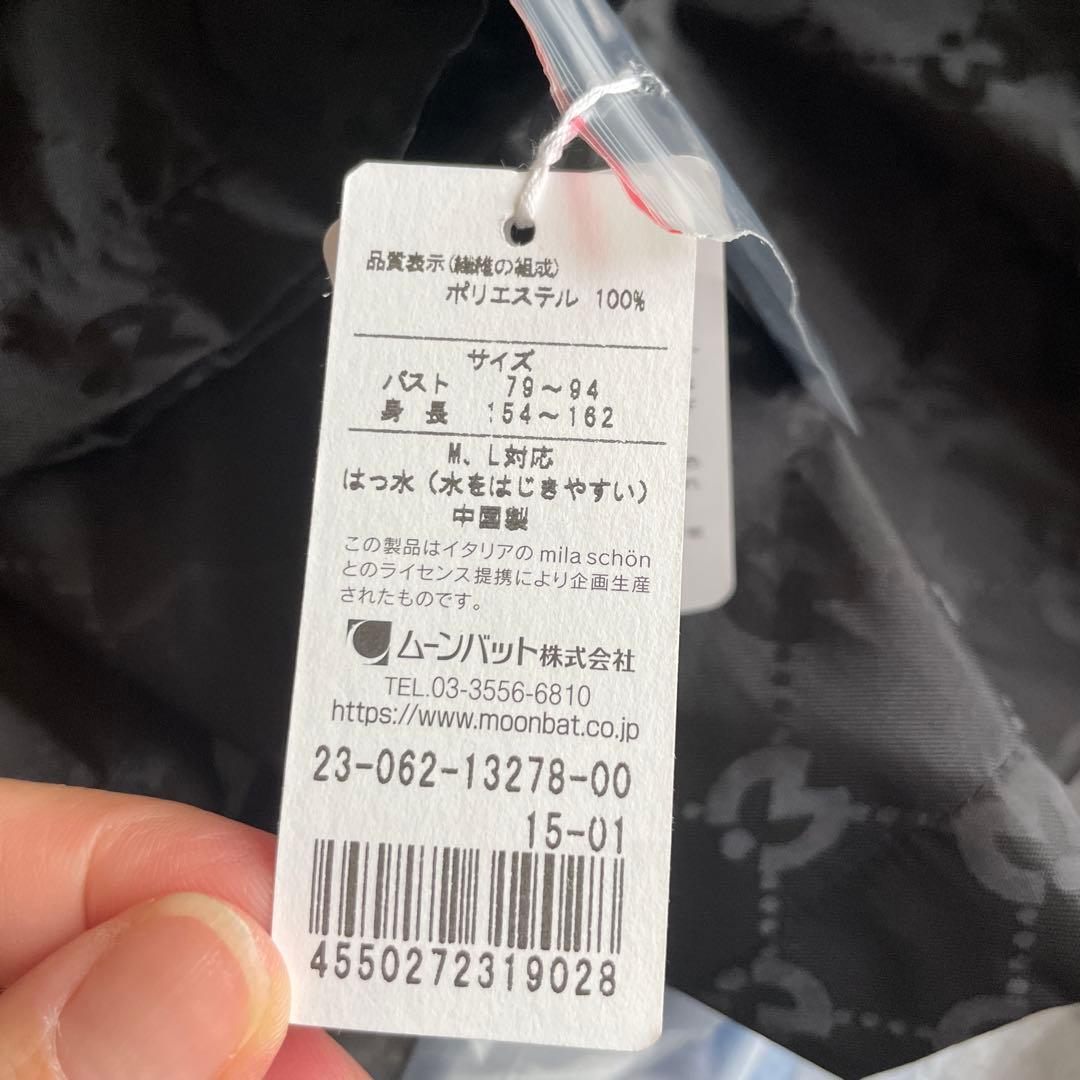 品質表示(繊維の組成)
ポリエステル 100%
サイズ
バスト 79～94
身長 154～162
M、L対応
はっ水（水をはじきやすい）
中国製
この製品はイタリアの mila schön
とのライセンス提携により企画生産
されたものです。
ムーンバット株式会社
TEL.03-3556-6810
https://www.moonbat.co.jp
23-062-13278-00
15-01
4550272319028